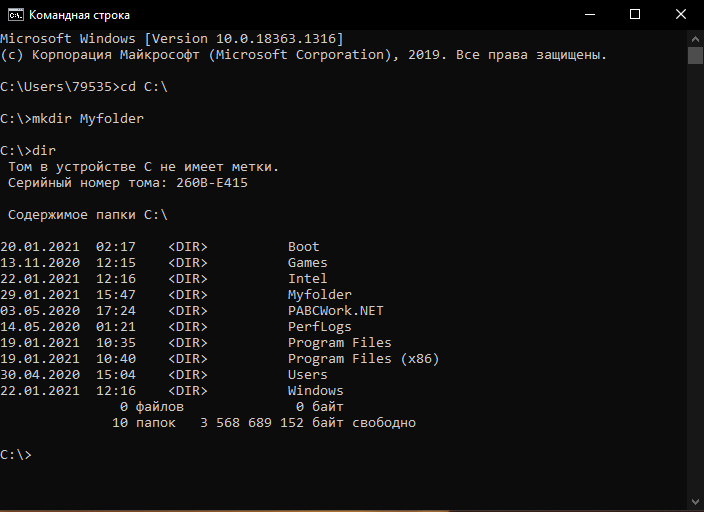 Командная строка
Microsoft Windows [Version 10.0.18363.1316]
(c) Корпорация Майкрософт (Microsoft Corporation), 2019. Все права защищены.
C:\Users\79535>cd C:\
C:\>mkdir Myfolder
C:\>dir
Том в устройстве C не имеет метки.
Серийный номер тома: 260B-E415
Содержимое папки C:\
20.01.2021  02:17    <DIR>          Boot
13.11.2020  12:15    <DIR>          Games
22.01.2021  12:16    <DIR>          Intel
29.01.2021  15:47    <DIR>          Myfolder
03.05.2020  17:24    <DIR>          PABCWork.NET
14.05.2020  01:21    <DIR>          PerfLogs
19.01.2021  10:35    <DIR>          Program Files
19.01.2021  10:40    <DIR>          Program Files (x86)
30.04.2020  15:04    <DIR>          Users
22.01.2021  12:16    <DIR>          Windows
0 файлов              0 байт
10 папок   3 568 689 152 байт свободно
C:\>